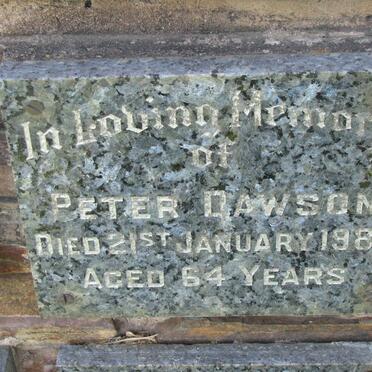 In Loving Memor
of
PETER DAWSON
DIED 21ST JANUARY 198
AGED 64 YEARS